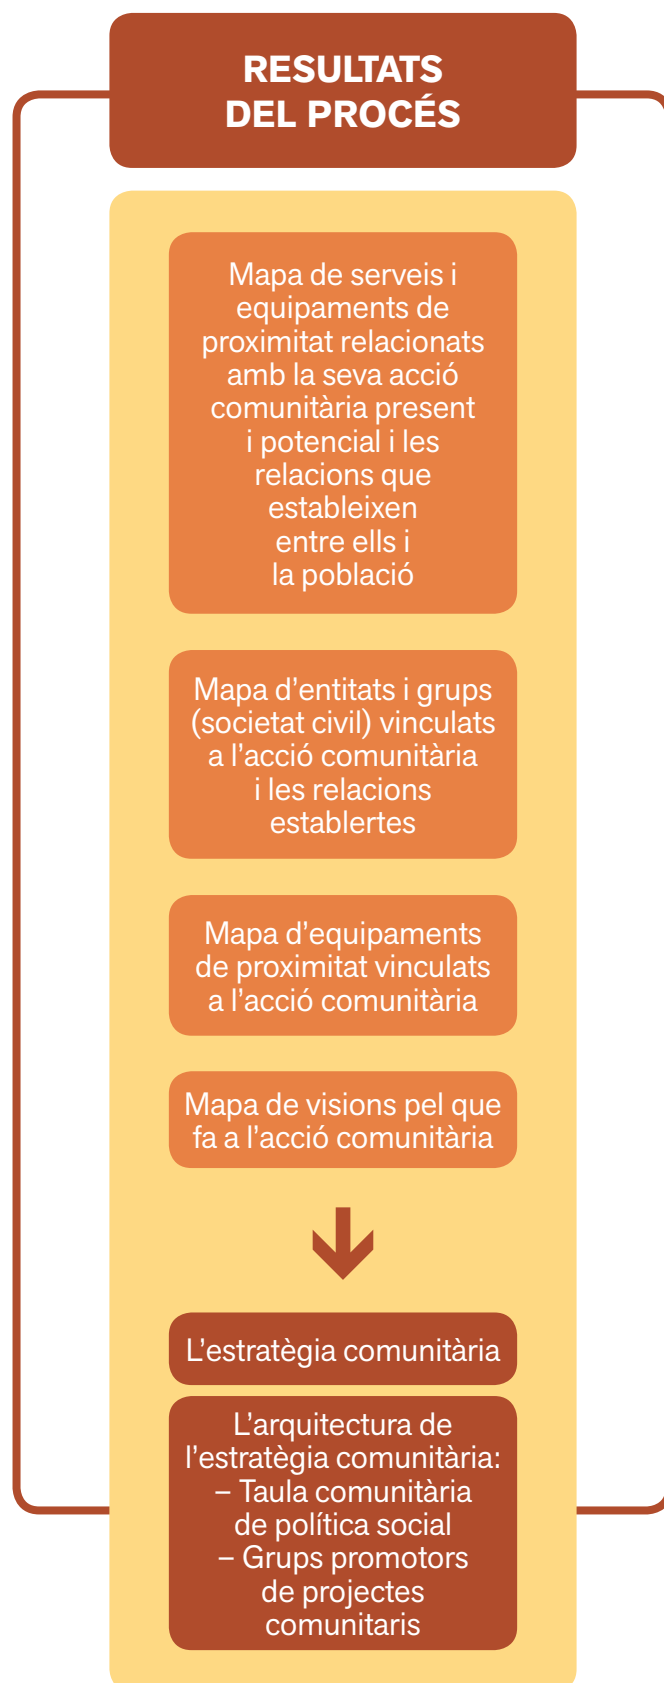 RESULTATS
DEL PROCÉS
Mapa de serveis i
equipaments de
proximitat relacionats
amb la seva acció
comunitària present
i potencial i les
relacions que
estableixen
entre ells i
la població
Mapa d’entitats i grups
(societat civil) vinculats
a l’acció comunitària
i les relacions
establertes
Mapa d’equipaments
de proximitat vinculats
a l’acció comunitària
Mapa de visions pel que
fa a l’acció comunitària
L’estratègia comunitària
L’arquitectura de
l’estratègia comunitària:
– Taula comunitària
de política social
– Grups promotors
de projectes
comunitaris